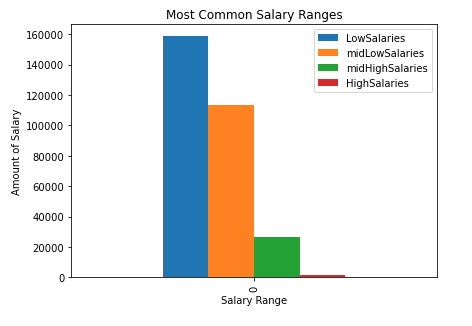 Most Common Salary Ranges
LowSalaries
midLowSalaries
midHighSalaries
HighSalaries
160000
140000
120000
100000
80000
60000
40000
20000
0
Amount of Salary
0
Salary Range